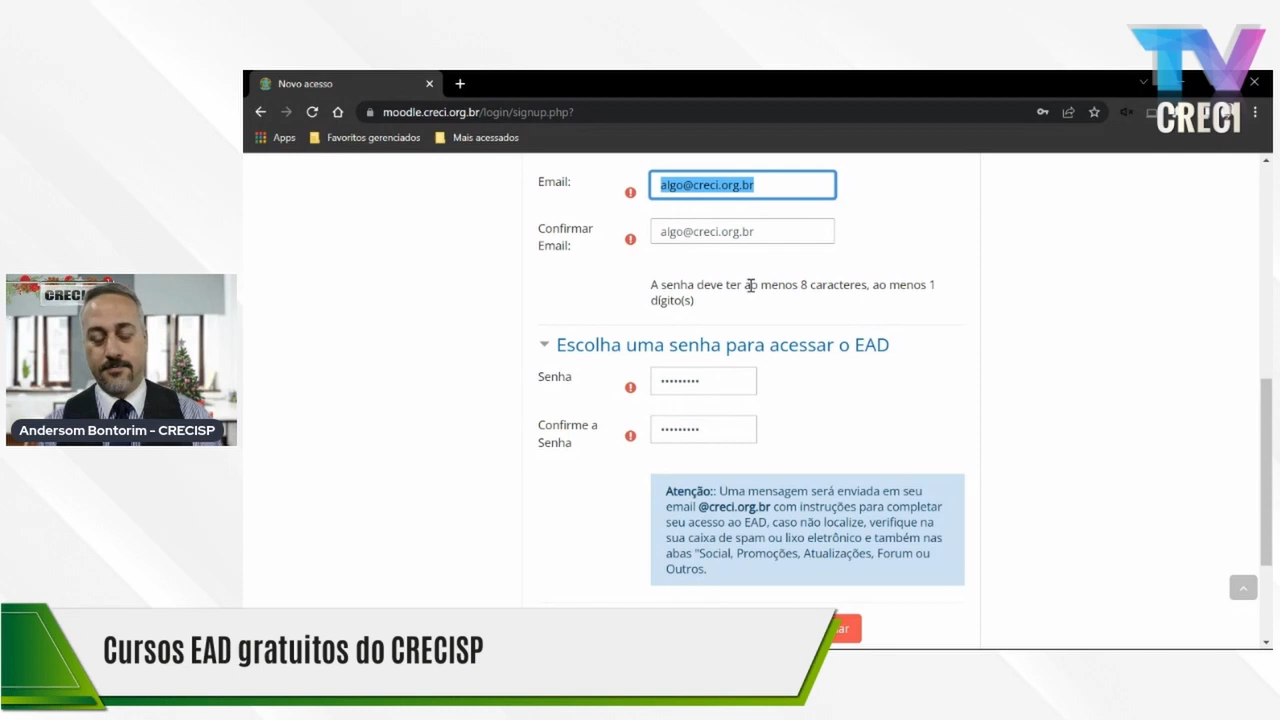 TV
CRECI
Novo acesso
moodle.creci.org.br/login/signup.php?
Apps
Favoritos gerenciados
Mais acessados
Email:
algo@creci.org.br
Confirmar
Email:
algo@creci.org.br
A senha deve ter ao menos 8 caracteres, ao menos 1
dígito(s)
Escolha uma senha para acessar o EAD
Senha
•••••••••
Confirme a
Senha
•••••••••
Atenção:: Uma mensagem será enviada em seu
email @creci.org.br com instruções para completar
seu acesso ao EAD, caso não localize, verifique na
sua caixa de spam ou lixo eletrônico e também nas
abas "Social, Promoções, Atualizações, Forum ou
Outros.
CRECI
Andersom Bontorim – CRECISP
Cursos EAD gratuitos do CRECISP